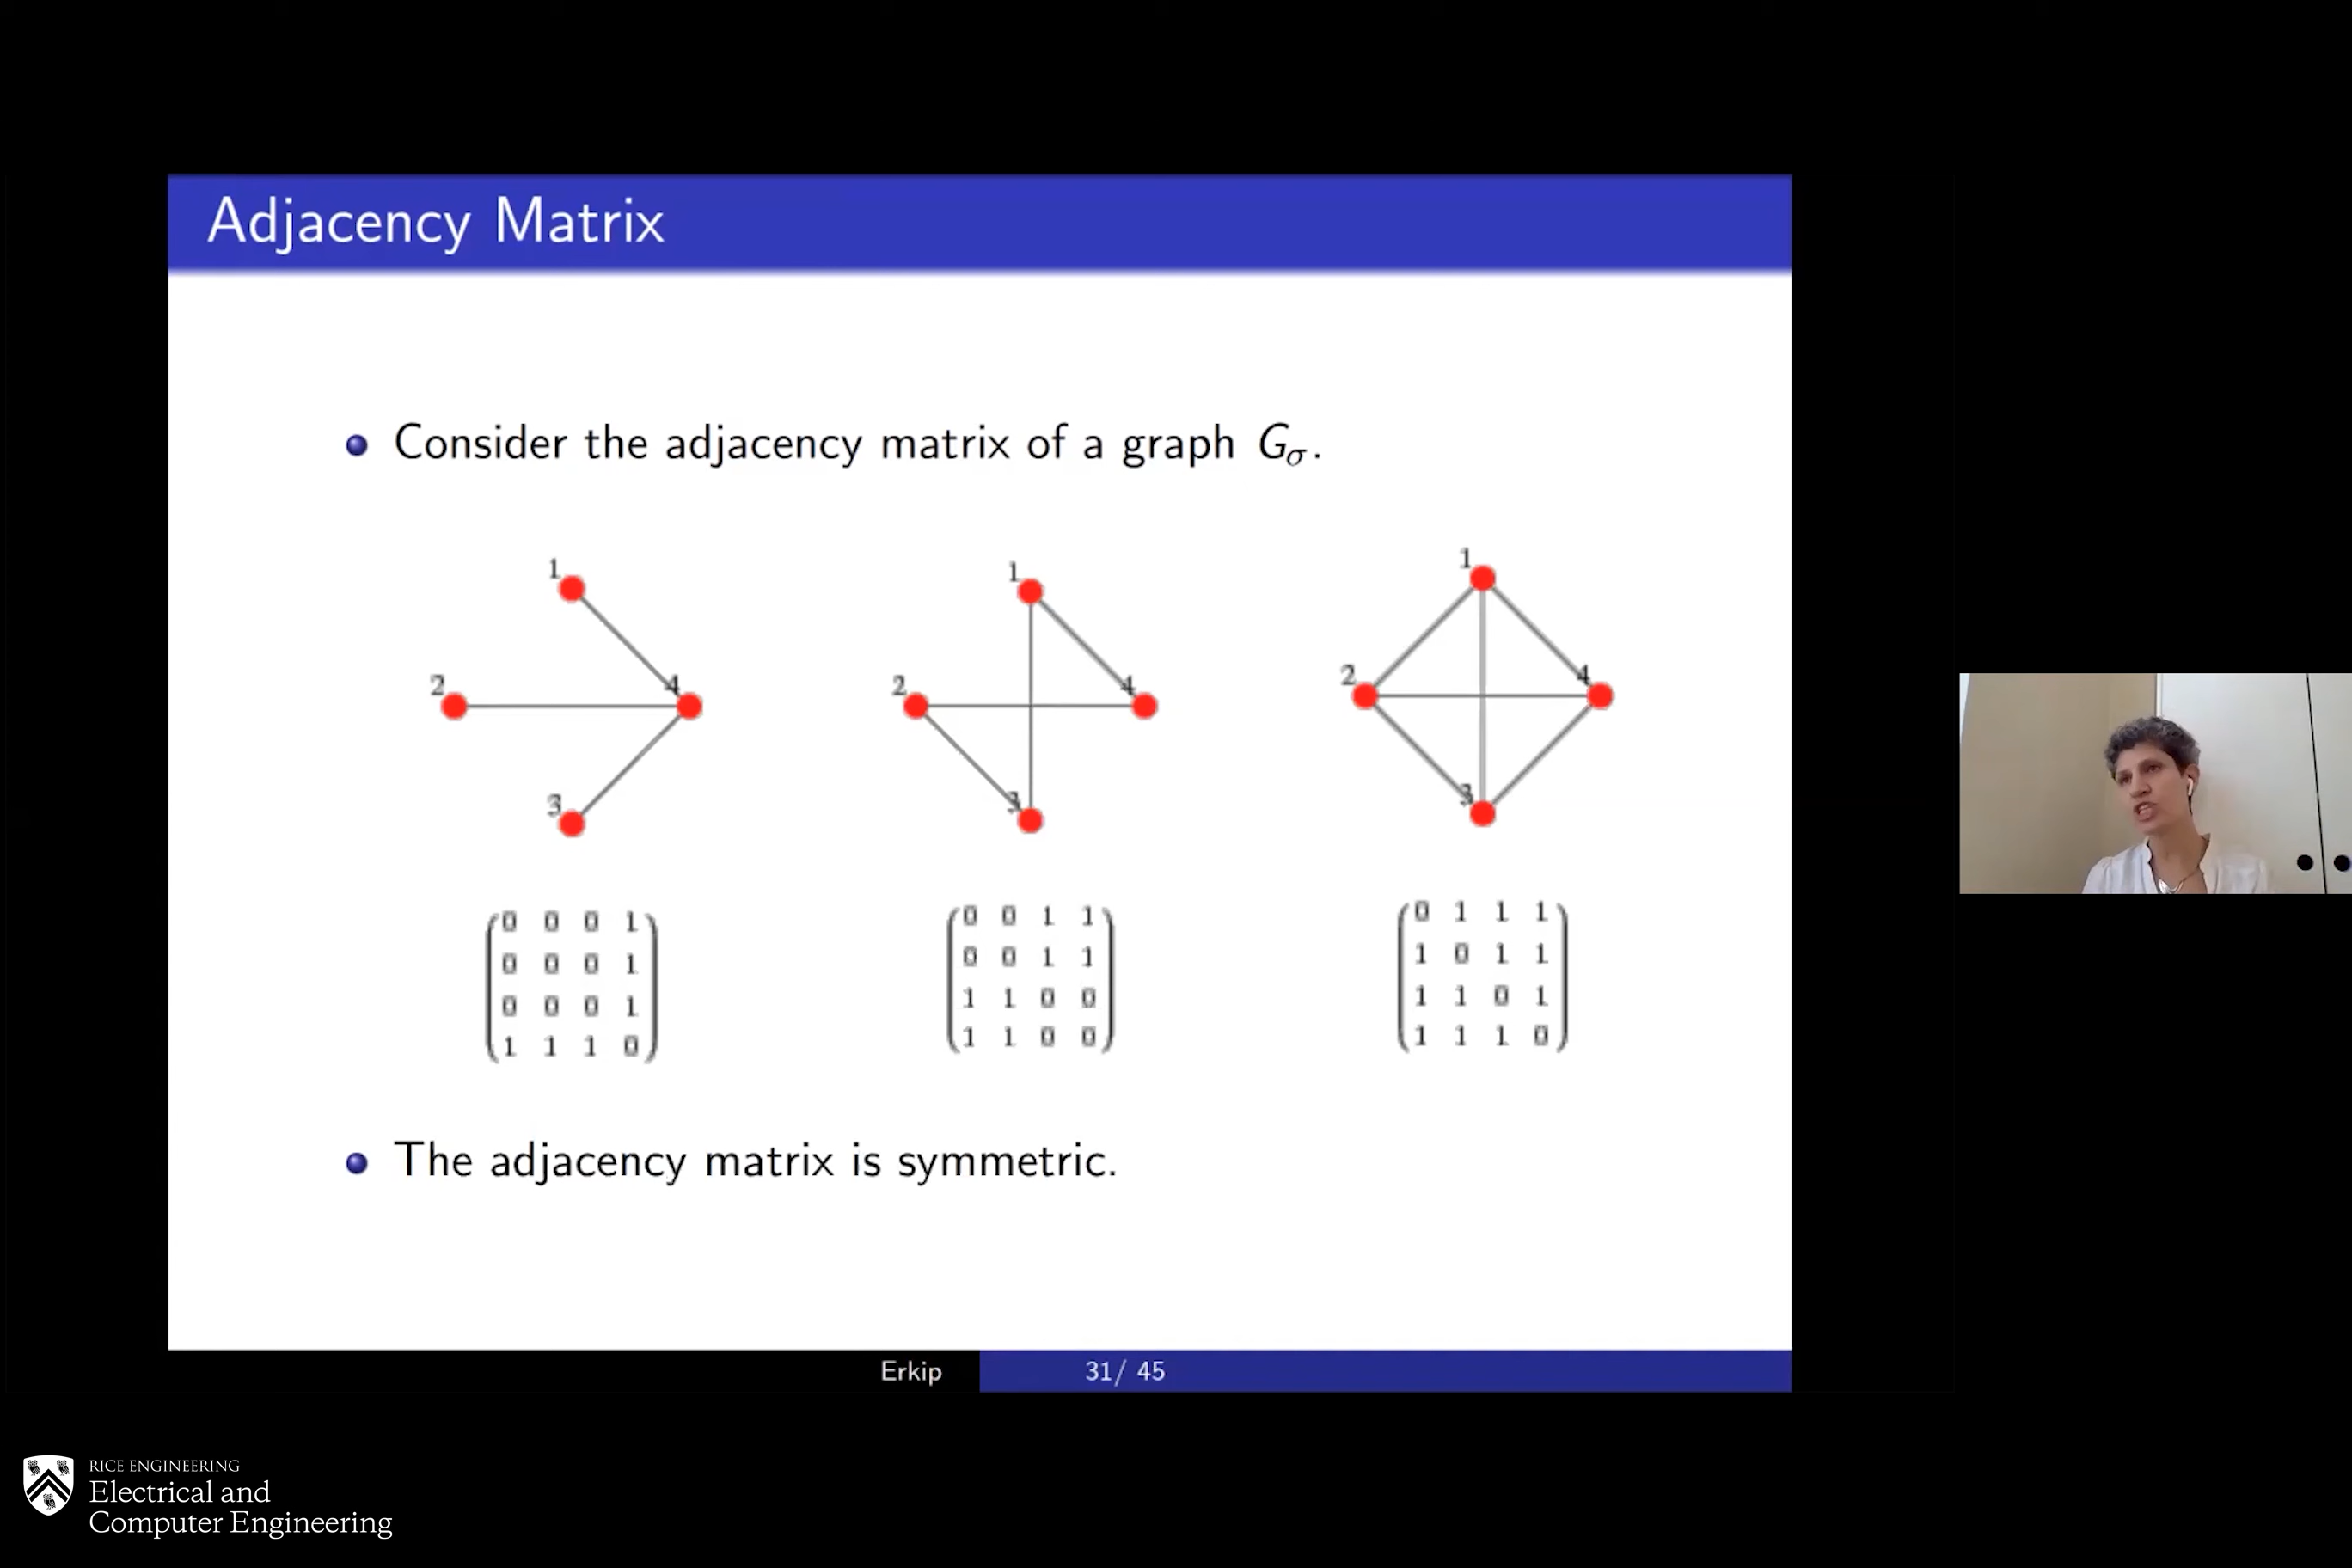 Adjacency Matrix
Consider the adjacency matrix of a graph Gσ.
1
2
4
3
1
2
4
3
1
2
4
3
0 0 0 1
0 0 0 1
0 0 0 1
1 1 1 0
0 0 1 1
0 0 1 1
1 1 0 0
1 1 0 0
0 1 1 1
1 0 1 1
1 1 0 1
1 1 1 0
The adjacency matrix is symmetric.
Erkip
31/ 45
RICE ENGINEERING
Electrical and
Computer Engineering